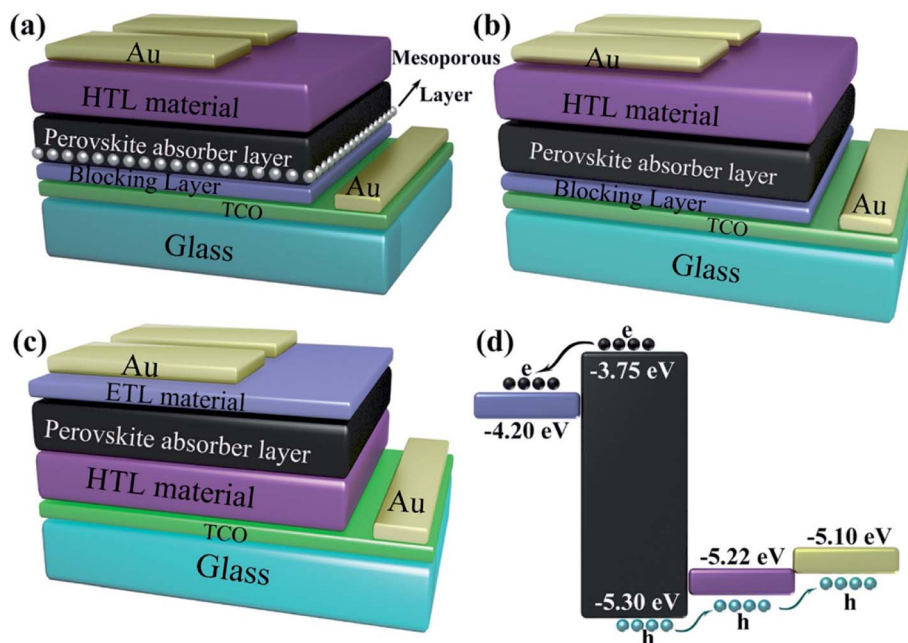 (a)
Au
HTL material
Perovskite absorber layer
Blocking Layer
TCO
Au
Glass
Mesoporous
Layer
(b)
Au
HTL material
Perovskite absorber layer
Blocking Layer
TCO
Au
Glass
(c)
Au
ETL material
Perovskite absorber layer
HTL material
TCO
Au
Glass
(d)
e
e
-3.75 eV
-4.20 eV
-5.10 eV
-5.22 eV
-5.30 eV
h
h
h